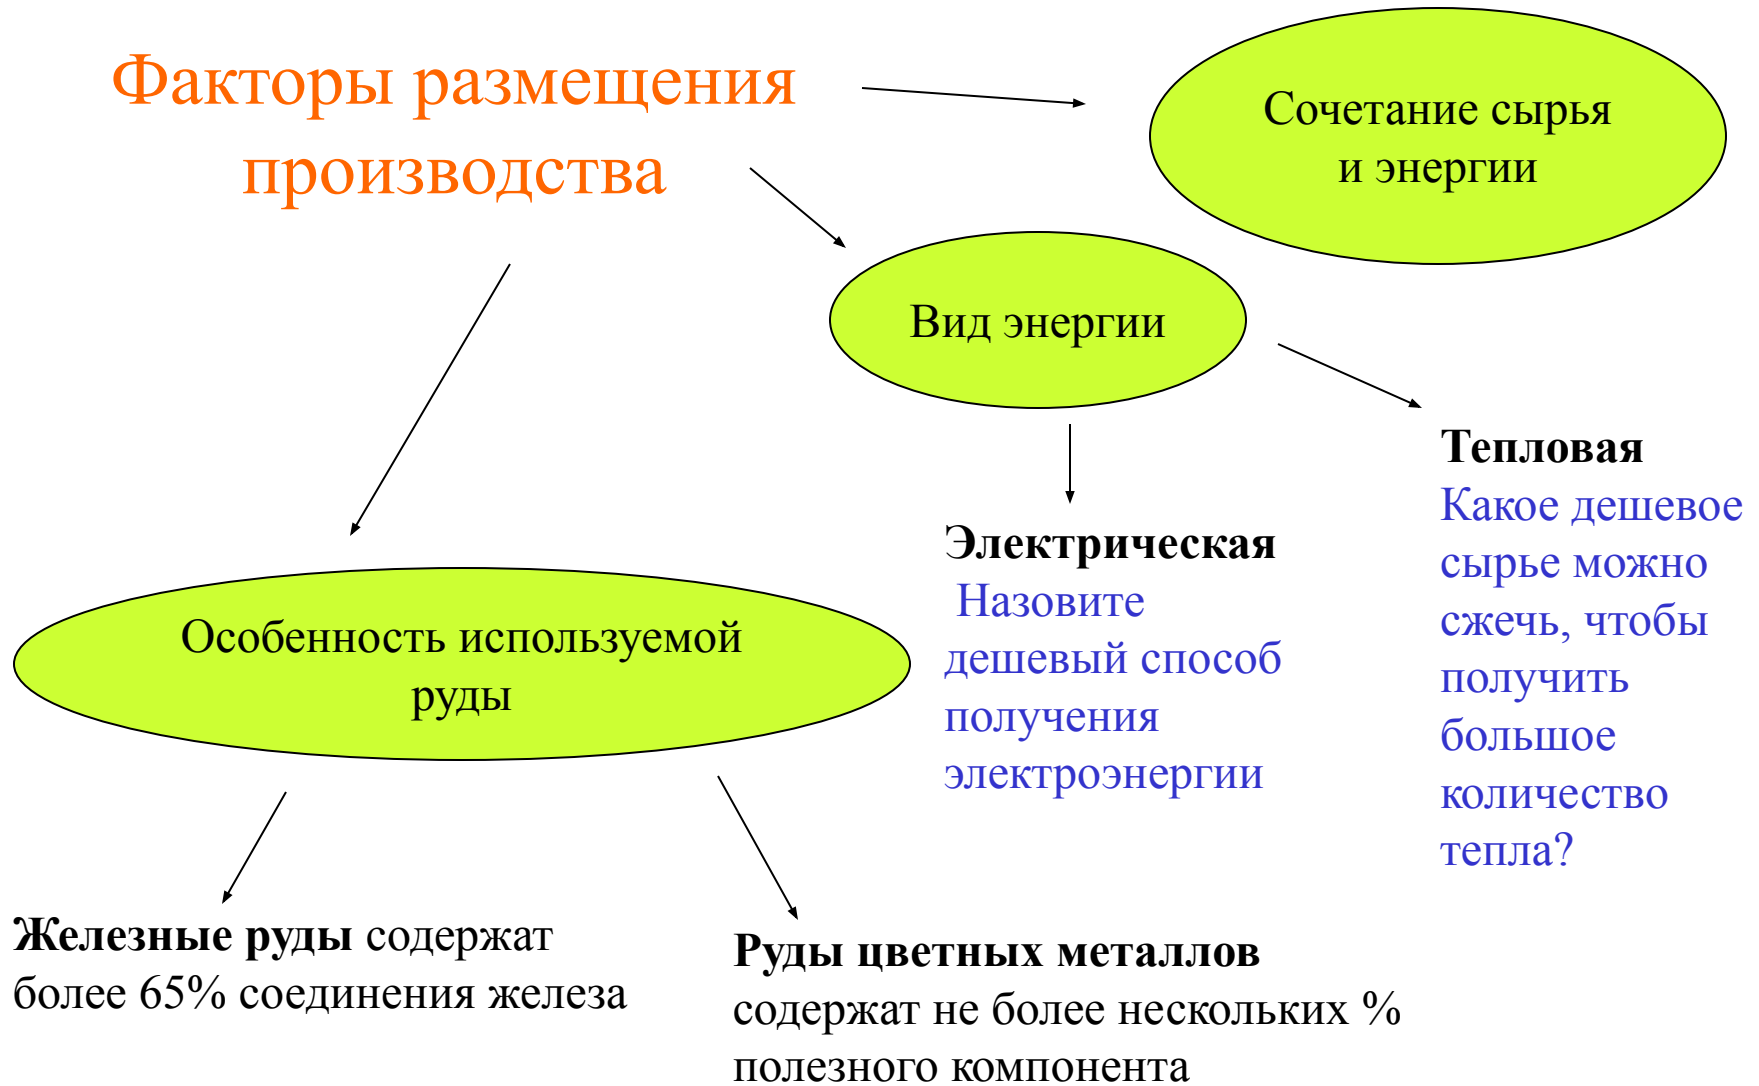 Факторы размещения
производства
Сочетание сырья
и энергии
Вид энергии
Тепловая
Какое дешевое
сырье можно
сжечь, чтобы
получить
большое
количество
тепла?
Электрическая
Назовите
дешевый способ
получения
электроэнергии
Особенность используемой
руды
Железные руды содержат
более 65% соединения железа
Руды цветных металлов
содержат не более нескольких %
полезного компонента